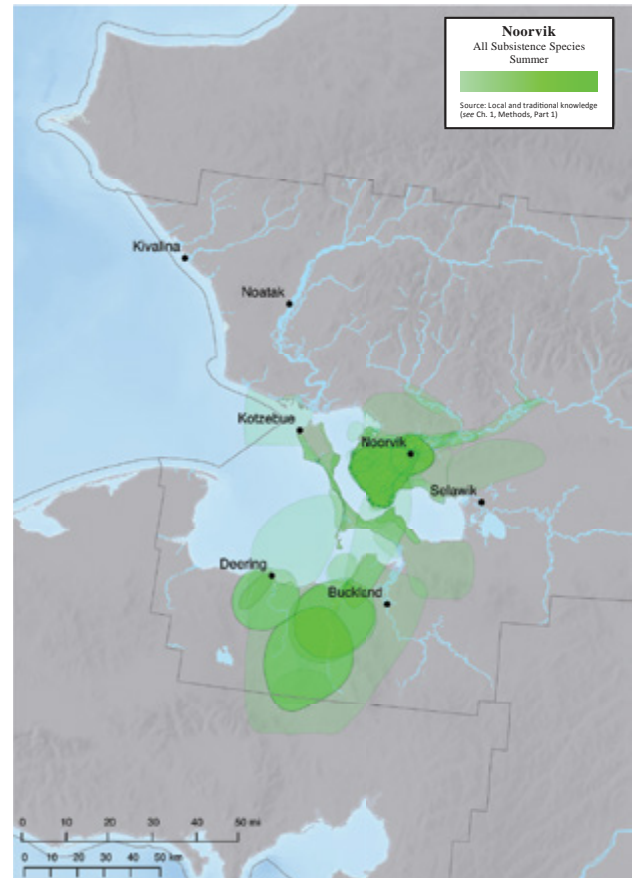 Noorvik
All Subsistence Species
Summer
Source: Local and traditional knowledge
(see Ch. 1, Methods, Part 1)
Kivalina
Noatak
Kotzebue
Noorvik
Selawik
Deering
Buckland
0 10 20 30 40 50 mi
0 10 20 30 40 50 km